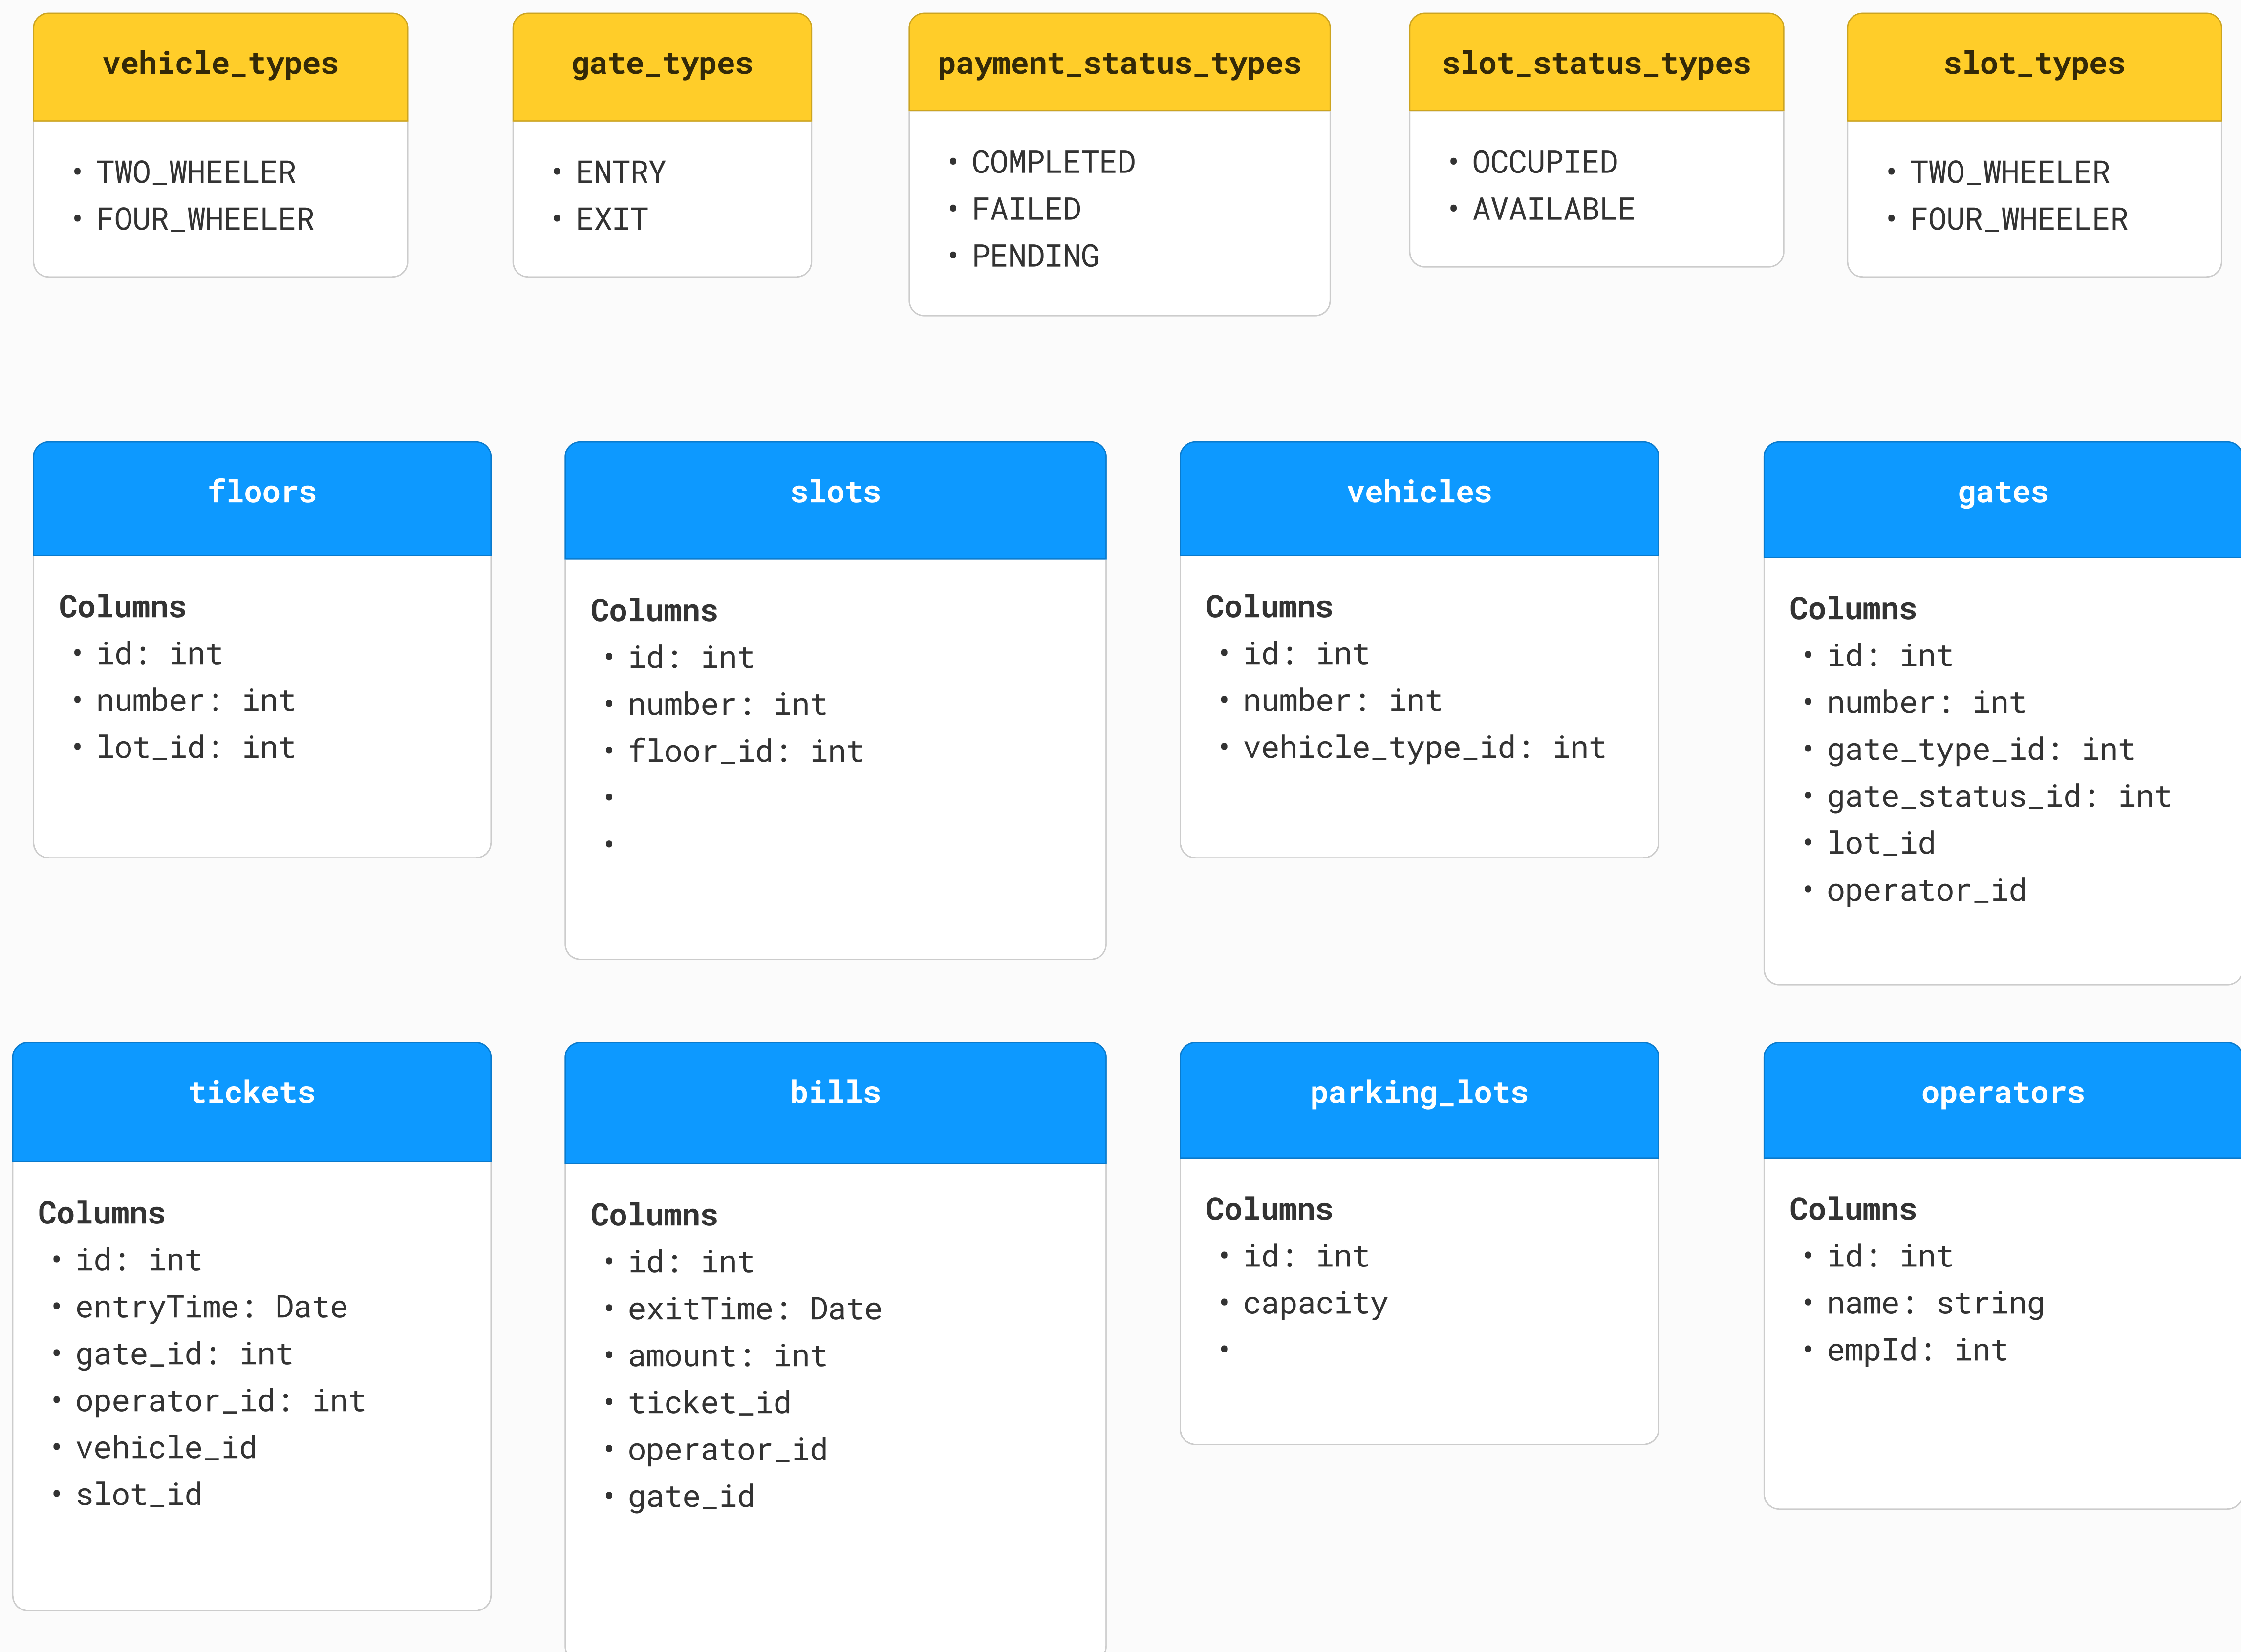 vehicle_types
• TWO_WHEELER
• FOUR_WHEELER
gate_types
• ENTRY
• EXIT
payment_status_types
• COMPLETED
• FAILED
• PENDING
slot_status_types
• OCCUPIED
• AVAILABLE
slot_types
• TWO_WHEELER
• FOUR_WHEELER
floors
Columns
• id: int
• number: int
• lot_id: int
slots
Columns
• id: int
• number: int
• floor_id: int
•
•
vehicles
Columns
• id: int
• number: int
• vehicle_type_id: int
gates
Columns
• id: int
• number: int
• gate_type_id: int
• gate_status_id: int
• lot_id
• operator_id
tickets
Columns
• id: int
• entryTime: Date
• gate_id: int
• operator_id: int
• vehicle_id
• slot_id
bills
Columns
• id: int
• exitTime: Date
• amount: int
• ticket_id
• operator_id
• gate_id
parking_lots
Columns
• id: int
• capacity
•
operators
Columns
• id: int
• name: string
• empId: int